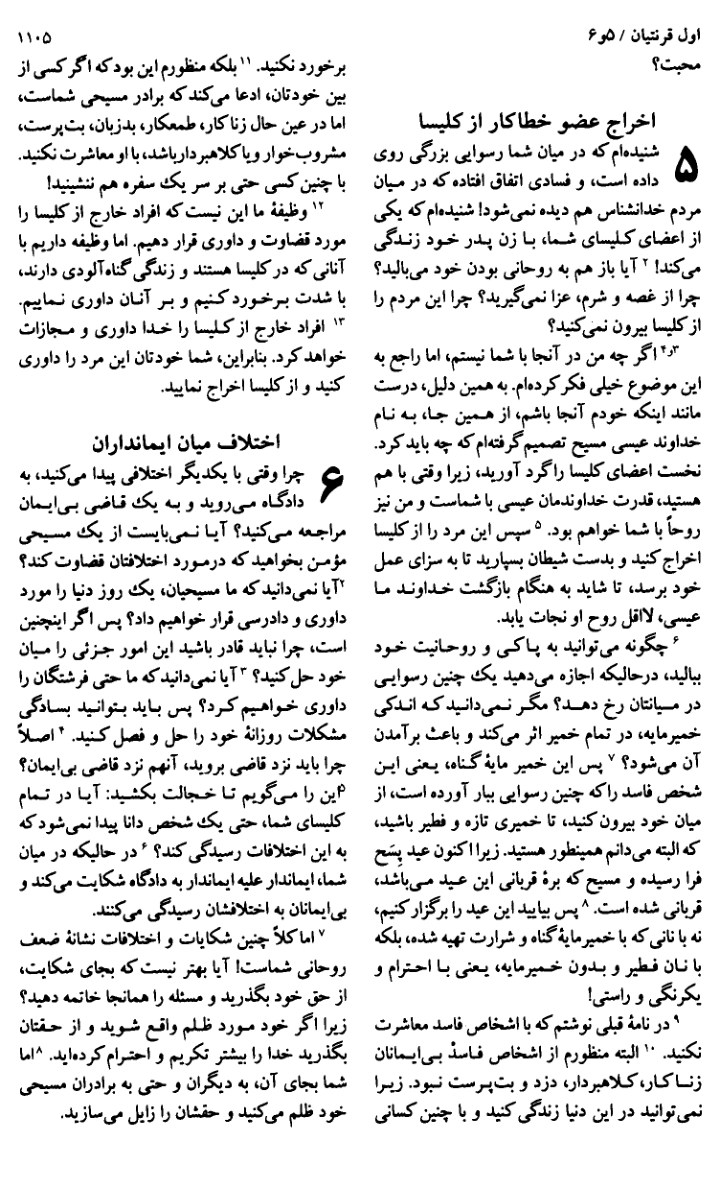 اول قرنتیان / ۵و۶
۱۱۰۵
محبت؟
اخراج عضو خطاکار از کلیسا
۵ شنیده‌ام که در میان شما رسوایی بزرگی روی
داده است، و فسادی اتفاق افتاده که در میان
مردم خدانشناس هم دیده نمی‌شود! شنیده‌ام که یکی
از اعضای کلیسای شما، با زن پدر خود زندگی
می‌کند! ۲ آیا باز هم به روحانی بودن خود می‌بالید؟
چرا از غصه و شرم، عزا نمی‌گیرید؟ چرا این مردم را
از کلیسا بیرون نمی‌کنید؟
۳و۴ اگر چه من در آنجا با شما نیستم، اما راجع به
این موضوع خیلی فکر کرده‌ام. به همین دلیل، درست
مانند اینکه خودم آنجا باشم، از همین جا، به نام
خداوند عیسی مسیح تصمیم گرفته‌ام که چه باید کرد.
نخست اعضای کلیسا را گرد آورید، زیرا وقتی با هم
هستید، قدرت خداوندمان عیسی با شماست و من نیز
روحاً با شما خواهم بود. ۵ سپس این مرد را از کلیسا
اخراج کنید و بدست شیطان بسپارید تا به سزای عمل
خود برسد، تا شاید به هنگام بازگشت خداوند ما
عیسی، لااقل روح او نجات یابد.
۶ چگونه می‌توانید به پاکی و روحانیت خود
ببالید، درحالیکه اجازه می‌دهید یک چنین رسوایی
در میانتان رخ دهد؟ مگر نمی‌دانید که اندکی
خمیرمایه، در تمام خمیر اثر می‌کند و باعث برآمدن
آن می‌شود؟ ۷ پس این خمیر مایۀ گناه، یعنی این
شخص فاسد را که چنین رسوایی ببار آورده است، از
میان خود بیرون کنید، تا خمیری تازه و فطیر باشید،
که البته می‌دانم همینطور هستید. زیرا اکنون عید پِسَح
فرا رسیده و مسیح که برۀ قربانی این عید می‌باشد،
قربانی شده است. ۸ پس بیایید این عید را برگزار کنیم،
نه با نانی که با خمیرمایۀ گناه و شرارت تهیه شده، بلکه
با نان فطیر و بدون خمیرمایه، یعنی با احترام و
یکرنگی و راستی!
۹ در نامۀ قبلی نوشتم که با اشخاص فاسد معاشرت
نکنید. ۱۰ البته منظورم از اشخاص فاسدْ بی‌ایمانان
زناکار، کلاهبردار، دزد و بت‌پرست نبود. زیرا
نمی‌توانید در این دنیا زندگی کنید و با چنین کسانی
برخورد نکنید. ۱۱ بلکه منظورم این بود که اگر کسی از
بین خودتان، ادعا می‌کند که برادر مسیحی شماست،
اما در عین حال زناکار، طمعکار، بدزبان، بت‌پرست،
مشروب‌خوار و یا کلاهبردار باشد، با او معاشرت نکنید.
با چنین کسی حتی بر سر یک سفره هم ننشینید!
۱۲ وظیفۀ ما این نیست که افراد خارج از کلیسا را
مورد قضاوت و داوری قرار دهیم. اما وظیفه داریم با
آنانی که در کلیسا هستند و زندگی گناه‌آلودی دارند،
با شدت برخورد کنیم و بر آنان داوری نماییم.
۱۳ افراد خارج از کلیسا را خدا داوری و مجازات
خواهد کرد. بنابراین، شما خودتان این مرد را داوری
کنید و از کلیسا اخراج نمایید.
اختلاف میان ایمانداران
۶ چرا وقتی با یکدیگر اختلافی پیدا می‌کنید، به
دادگاه می‌روید و به یک قاضی بی‌ایمان
مراجعه می‌کنید؟ آیا نمی‌بایست از یک مسیحی
مؤمن بخواهید که درمورد اختلافتان قضاوت کند؟
۲ آیا نمی‌دانید که ما مسیحیان، یک روز دنیا را مورد
داوری و دادرسی قرار خواهیم داد؟ پس اگر اینچنین
است، چرا نباید قادر باشید این امور جزئی را میان
خود حل کنید؟ ۳ آیا نمی‌دانید که ما حتی فرشتگان را
داوری خواهیم کرد؟ پس باید بتوانید بسادگی
مشکلات روزانۀ خود را حل و فصل کنید. ۴ اصلاً
چرا باید نزد قاضی بروید، آنهم نزد قاضی بی‌ایمان؟
۵ این را می‌گویم تا خجالت بکشید: آیا در تمام
کلیسای شما، حتی یک شخص دانا پیدا نمی‌شود که
به این اختلافات رسیدگی کند؟ ۶ در حالیکه در میان
شما، ایماندار علیه ایماندار به دادگاه شکایت می‌کند و
بی‌ایمانان به اختلافشان رسیدگی می‌کنند.
۷ اما کلاً چنین شکایات و اختلافات نشانۀ ضعف
روحانی شماست! آیا بهتر نیست که بجای شکایت،
از حق خود بگذرید و مسئله را همانجا خاتمه دهید؟
زیرا اگر خود مورد ظلم واقع شوید و از حقتان
بگذرید خدا را بیشتر تکریم و احترام کرده‌اید. ۸ اما
شما بجای آن، به دیگران و حتی به برادران مسیحی
خود ظلم می‌کنید و حقشان را زایل می‌سازید.